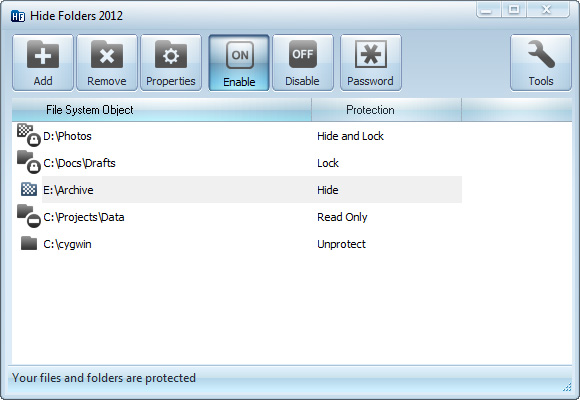 HF Hide Folders 2012
Add Remove Properties ON Enable OFF Disable Password Tools
File System Object Protection
D:\Photos Hide and Lock
C:\Docs\Drafts Lock
E:\Archive Hide
C:\Projects\Data Read Only
C:\cygwin Unprotect
Your files and folders are protected